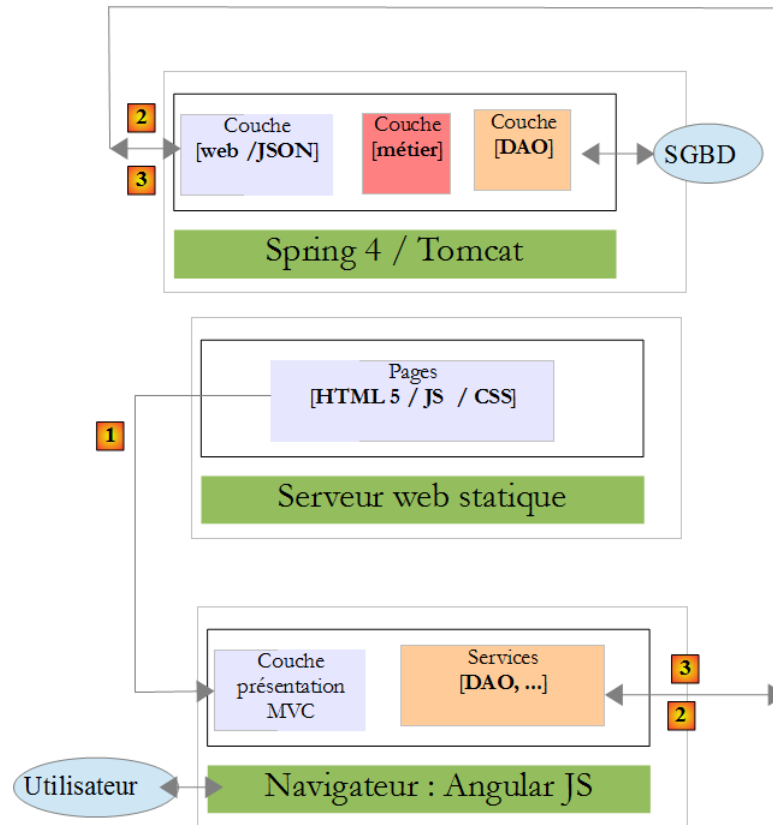 2
3
Couche
[web /JSON]
Couche
[métier]
Couche
[DAO]
SGBD
Spring 4 / Tomcat
Pages
[HTML 5 / JS / CSS]
1
Serveur web statique
Couche
présentation
MVC
Services
[DAO, ...]
3
2
Utilisateur
Navigateur : Angular JS